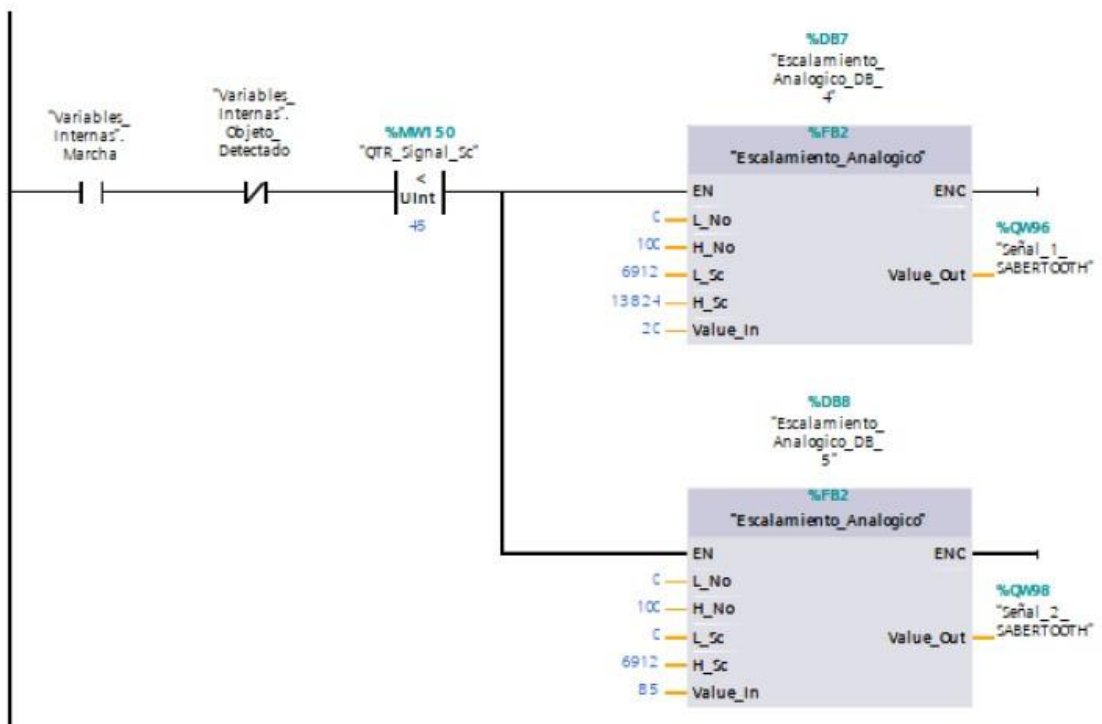 %DB7
"Escalamiento_
Analogico_DB_
4"
"Variables_
Internas".
Marcha
"Variables_
Internas".
Objeto_
Detectado
%MW150
"QTR_Signal_Sc"
<
UInt
45
%FB2
"Escalamiento_Analogico"
EN
ENO
0
L_No
100
H_No
6912
L_Sc
13824
H_Sc
20
Value_In
Value_Out
%QW96
"Señal_1_
SABERTOOTH"
%DB8
"Escalamiento_
Analogico_DB_
5"
%FB2
"Escalamiento_Analogico"
EN
ENO
0
L_No
100
H_No
0
L_Sc
6912
H_Sc
85
Value_In
Value_Out
%QW98
"Señal_2_
SABERTOOTH"